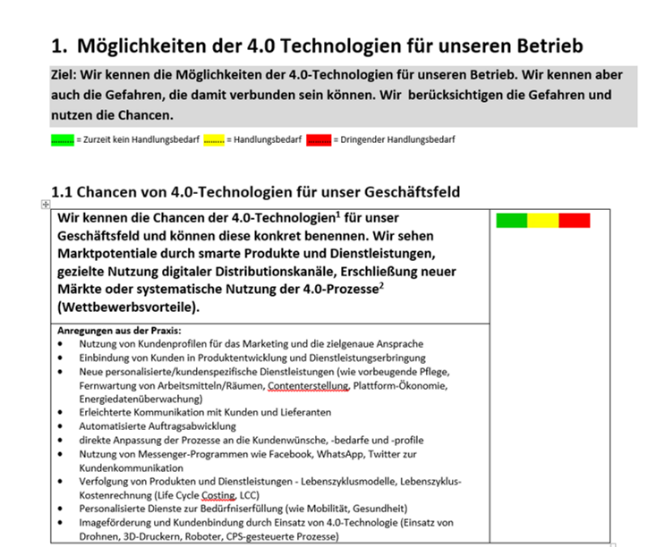 1. Möglichkeiten der 4.0 Technologien für unseren Betrieb
Ziel: Wir kennen die Möglichkeiten der 4.0-Technologien für unseren Betrieb. Wir kennen aber
auch die Gefahren, die damit verbunden sein können. Wir berücksichtigen die Gefahren und
nutzen die Chancen.
......... = Zurzeit kein Handlungsbedarf ......... = Handlungsbedarf ......... = Dringender Handlungsbedarf
1.1 Chancen von 4.0-Technologien für unser Geschäftsfeld
Wir kennen die Chancen der 4.0-Technologien¹ für unser
Geschäftsfeld und können diese konkret benennen. Wir sehen
Marktpotentiale durch smarte Produkte und Dienstleistungen,
gezielte Nutzung digitaler Distributionskanäle, Erschließung neuer
Märkte oder systematische Nutzung der 4.0-Prozesse²
(Wettbewerbsvorteile).
Anregungen aus der Praxis:
• Nutzung von Kundenprofilen für das Marketing und die zielgenaue Ansprache
• Einbindung von Kunden in Produktentwicklung und Dienstleistungserbringung
• Neue personalisierte/kundenspezifische Dienstleistungen (wie vorbeugende Pflege,
Fernwartung von Arbeitsmitteln/Räumen, Contenterstellung, Plattform-Ökonomie,
Energiedatenüberwachung)
• Erleichterte Kommunikation mit Kunden und Lieferanten
• Automatisierte Auftragsabwicklung
• direkte Anpassung der Prozesse an die Kundenwünsche, -bedarfe und -profile
• Nutzung von Messenger-Programmen wie Facebook, WhatsApp, Twitter zur
Kundenkommunikation
• Verfolgung von Produkten und Dienstleistungen - Lebenszyklusmodelle, Lebenszyklus-
Kostenrechnung (Life Cycle Costing, LCC)
• Personalisierte Dienste zur Bedürfniserfüllung (wie Mobilität, Gesundheit)
• Imageförderung und Kundenbindung durch Einsatz von 4.0-Technologie (Einsatz von
Drohnen, 3D-Druckern, Roboter, CPS-gesteuerte Prozesse)